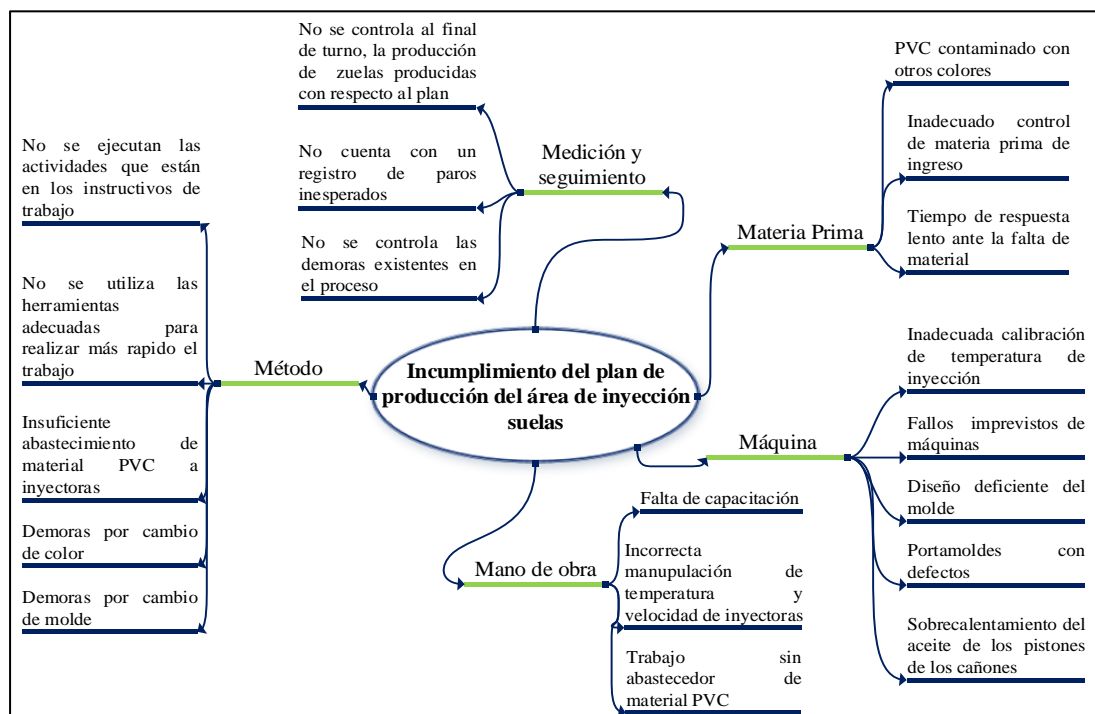 No se controla al final
de turno, la producción
de zuelas producidas
con respecto al plan
No cuenta con un
registro de paros
inesperados
No se controla las
demoras existentes en
el proceso
Medición y
seguimiento
PVC contaminado con
otros colores
Inadecuado control
de materia prima de
ingreso
Tiempo de respuesta
lento ante la falta de
material
Materia Prima
No se ejecutan las
actividades que están
en los instructivos de
trabajo
No se utiliza las
herramientas
adecuadas para
realizar más rapido el
trabajo
Insuficiente
abastecimiento de
material PVC a
inyectoras
Demoras por cambio
de color
Demoras por cambio
de molde
Método
Incumplimiento del plan de
producción del área de inyección
suelas
Máquina
Inadecuada calibración
de temperatura de
inyección
Fallos imprevistos de
máquinas
Diseño deficiente del
molde
Portamoldes con
defectos
Sobrecalentamiento del
aceite de los pistones
de los cañones
Mano de obra
Falta de capacitación
Incorrecta
manupulación de
temperatura y
velocidad de inyectoras
Trabajo sin
abastecedor de
material PVC